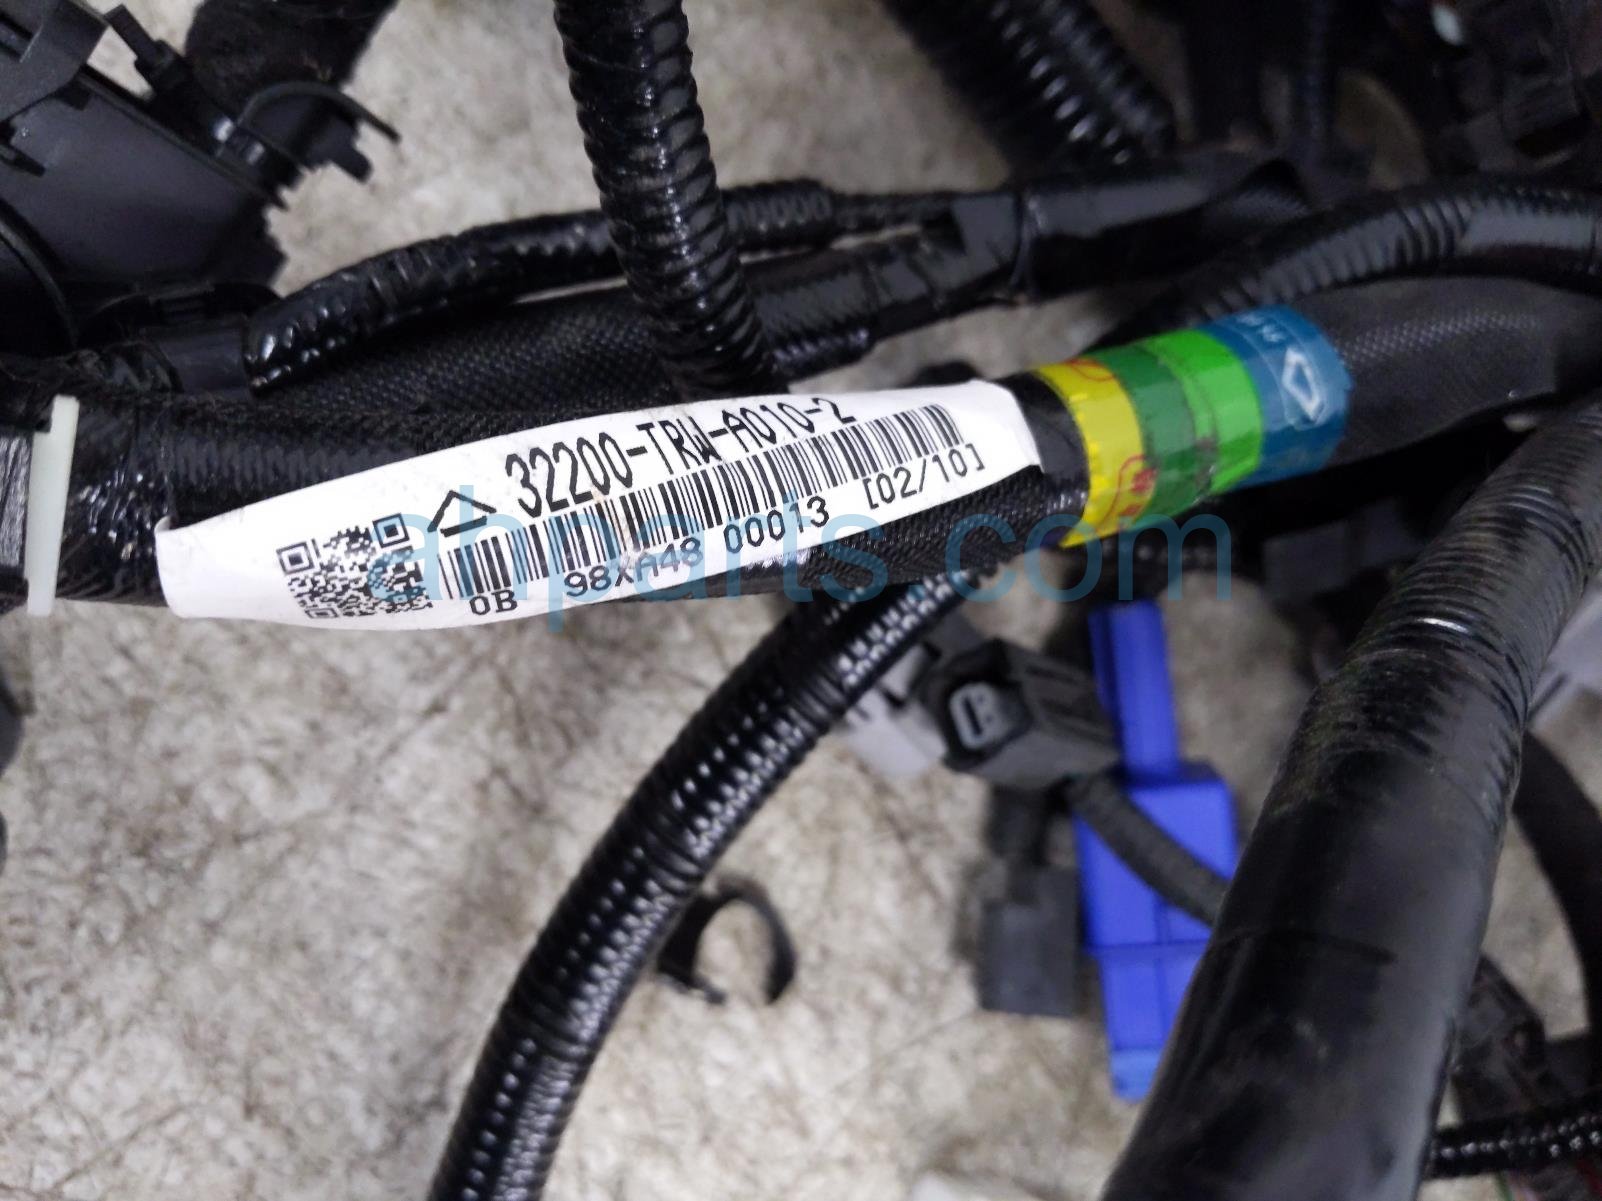 32200-TRW-A010-2
0B 98XA48 00013 [02/10]
ahparts.com